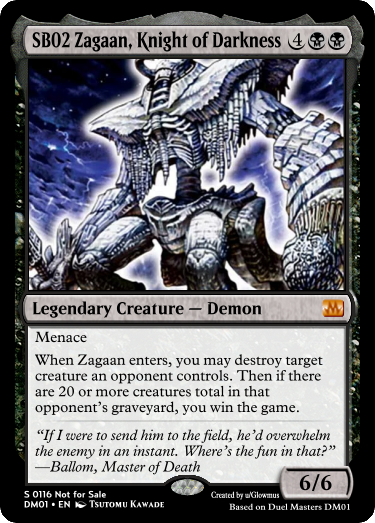 SB02 Zagaan, Knight of Darkness 4
Legendary Creature — Demon
Menace
When Zagaan enters, you may destroy target
creature an opponent controls. Then if there
are 20 or more creatures total in that
opponent's graveyard, you win the game.
“If I were to send him to the field, he'd overwhelm
the enemy in an instant. Where's the fun in that?”
—Ballom, Master of Death
6/6
S 0116 Not for Sale
DM01 • EN Tsutomu Kawade
Created by u/Glowmus
Based on Duel Masters DM01